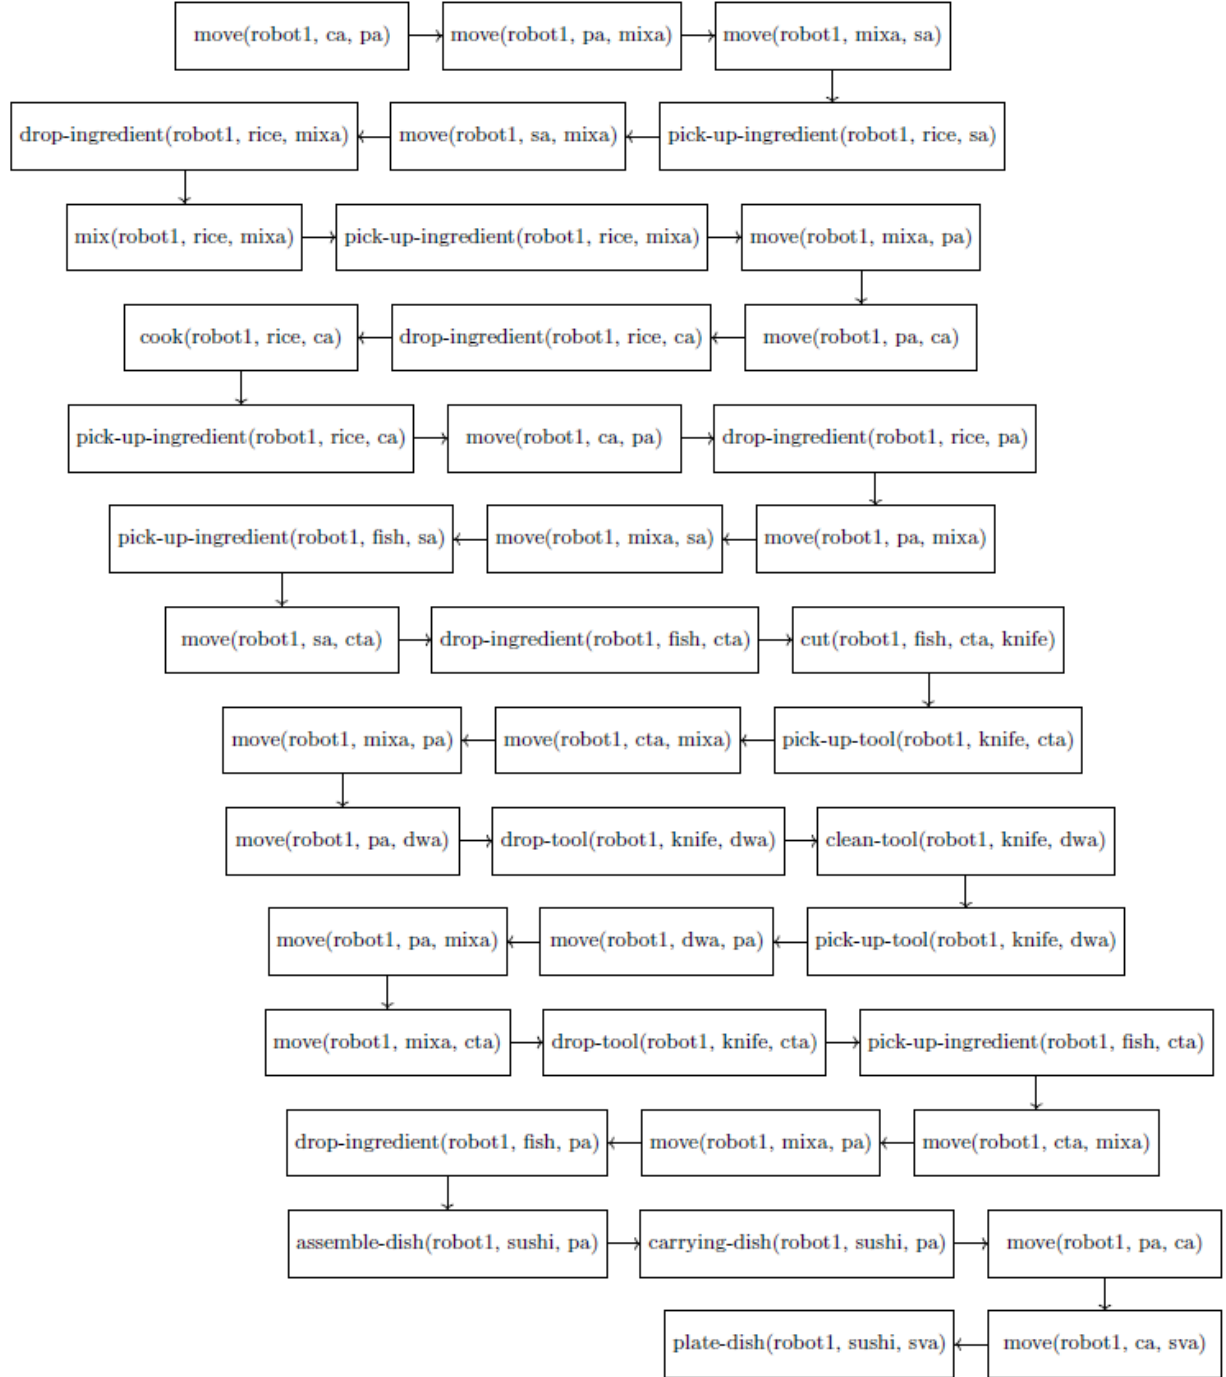 move(robot1, ca, pa)
move(robot1, pa, mixa)
move(robot1, mixa, sa)
pick-up-ingredient(robot1, rice, sa)
move(robot1, sa, mixa)
drop-ingredient(robot1, rice, mixa)
mix(robot1, rice, mixa)
pick-up-ingredient(robot1, rice, mixa)
move(robot1, mixa, pa)
move(robot1, pa, ca)
drop-ingredient(robot1, rice, ca)
cook(robot1, rice, ca)
pick-up-ingredient(robot1, rice, ca)
move(robot1, ca, pa)
drop-ingredient(robot1, rice, pa)
move(robot1, pa, mixa)
move(robot1, mixa, sa)
pick-up-ingredient(robot1, fish, sa)
move(robot1, sa, cta)
drop-ingredient(robot1, fish, cta)
cut(robot1, fish, cta, knife)
pick-up-tool(robot1, knife, cta)
move(robot1, cta, mixa)
move(robot1, mixa, pa)
move(robot1, pa, dwa)
drop-tool(robot1, knife, dwa)
clean-tool(robot1, knife, dwa)
pick-up-tool(robot1, knife, dwa)
move(robot1, dwa, pa)
move(robot1, pa, mixa)
move(robot1, mixa, cta)
drop-tool(robot1, knife, cta)
pick-up-ingredient(robot1, fish, cta)
move(robot1, cta, mixa)
move(robot1, mixa, pa)
drop-ingredient(robot1, fish, pa)
assemble-dish(robot1, sushi, pa)
carrying-dish(robot1, sushi, pa)
move(robot1, pa, ca)
move(robot1, ca, sva)
plate-dish(robot1, sushi, sva)